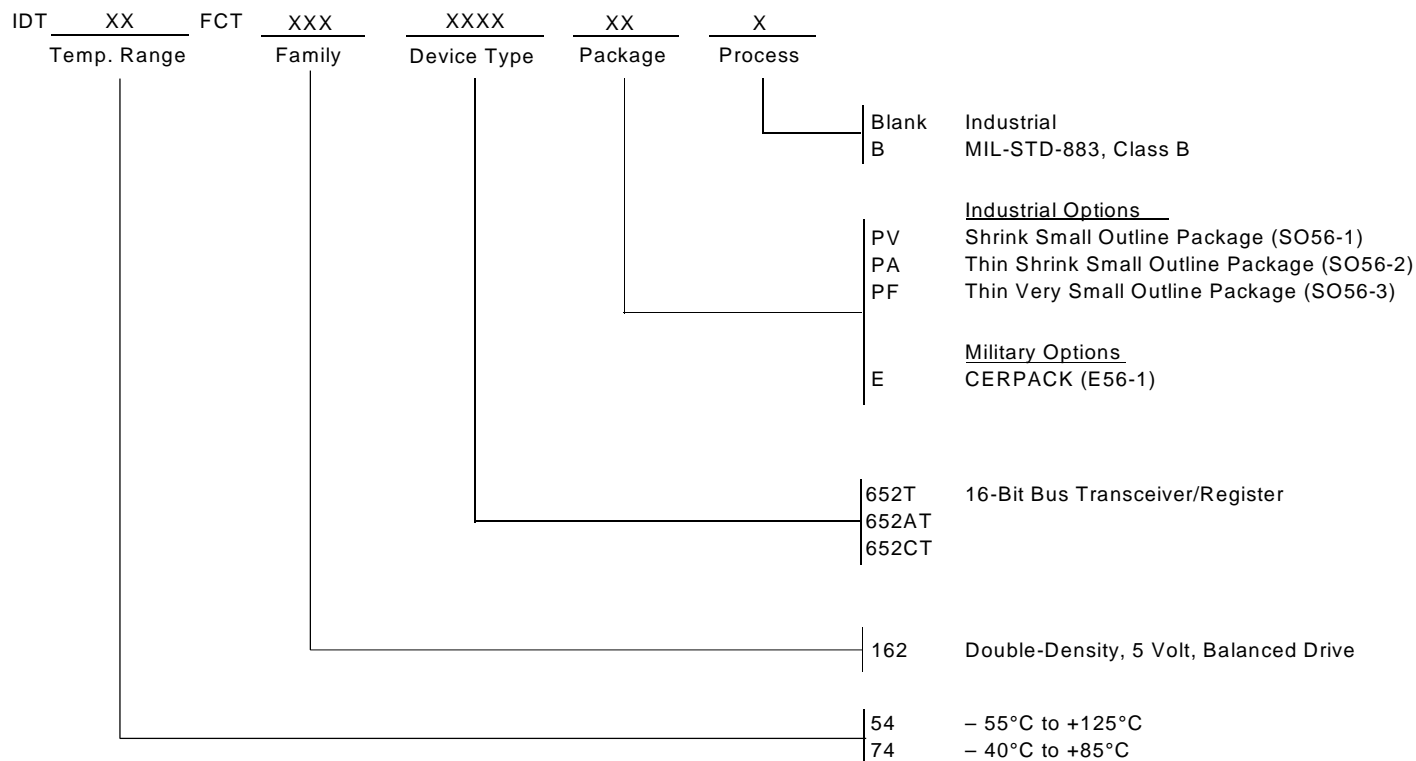 IDT XX FCT XXX XXXX XX X
Temp. Range Family Device Type Package Process
Blank Industrial
B MIL-STD-883, Class B
Industrial Options
PV Shrink Small Outline Package (SO56-1)
PA Thin Shrink Small Outline Package (SO56-2)
PF Thin Very Small Outline Package (SO56-3)
Military Options
E CERPACK (E56-1)
652T 16-Bit Bus Transceiver/Register
652AT
652CT
162 Double-Density, 5 Volt, Balanced Drive
54 – 55°C to +125°C
74 – 40°C to +85°C